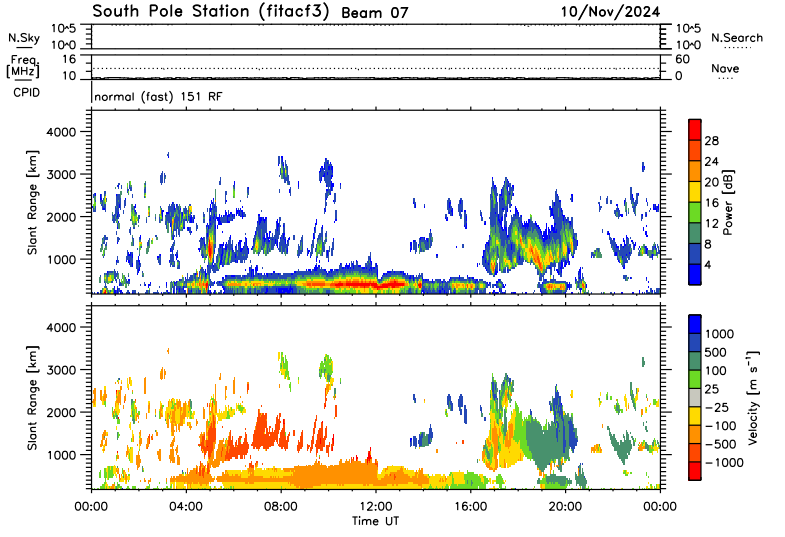 South Pole Station (fitacf3) Beam 07 10/Nov/2024
N.Sky 10^5 10^5 N.Search
10^0 10^0
Freq. 16 60 Nave
[MHz] 10 0
CPID normal (fast) 151 RF
4000
3000
2000
1000
Slant Range [km]
28
24
20
16
12
8
4
Power [dB]
4000
3000
2000
1000
Slant Range [km]
1000
500
100
25
−25
−100
−500
−1000
Velocity [m s⁻¹]
00:00 04:00 08:00 12:00 16:00 20:00 00:00
Time UT